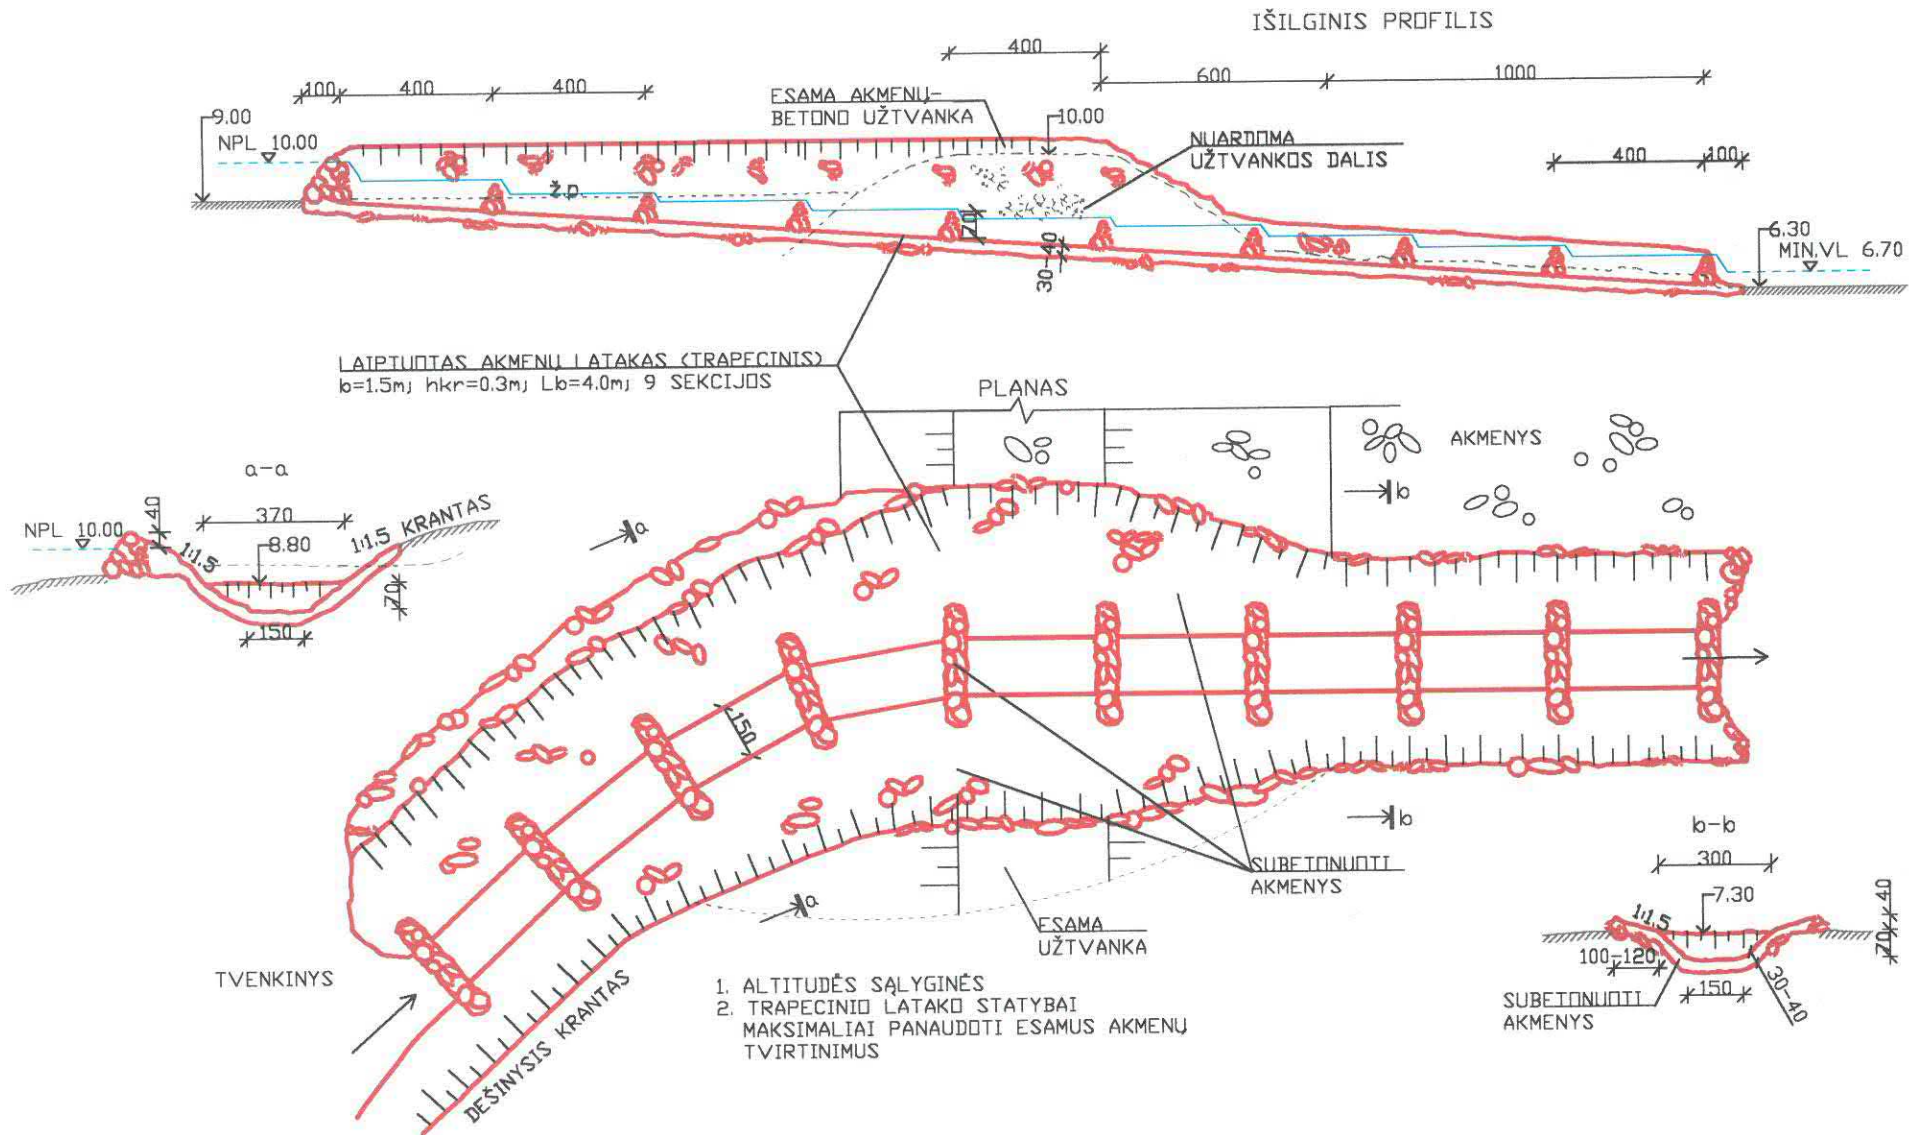 IŠILGINIS PROFILIS
400
600
1000
100
400
400
ESAMA AKMENŲ-
BETONO UŽTVANKA
10.00
9.00
NPL 10.00
NUARDOMA
UŽTVANKOS DALIS
400
100
ž.p.
70
30-40
6.30
MIN.VL 6.70
LAIPTUOTAS AKMENŲ LATAKAS (TRAPECINIS)
b=1.5m; hkr=0.3m; Lb=4.0m; 9 SEKCIJOS
PLANAS
AKMENYS
b
a-a
40
370
NPL 10.00
8.80
1:1.5
1:1.5
KRANTAS
70
150
a
150
b
b-b
300
7.30
1:1.5
40
70
100-120
150
30-40
SUBETONUOTI
AKMENYS
SUBETONUOTI
AKMENYS
a
ESAMA
UŽTVANKA
TVENKINYS
DEŠINYSIS KRANTAS
1. ALTITUDĖS SĄLYGINĖS
2. TRAPECINIO LATAKO STATYBAI
MAKSIMALIAI PANAUDOTI ESAMUS AKMENŲ
TVIRTINIMUS